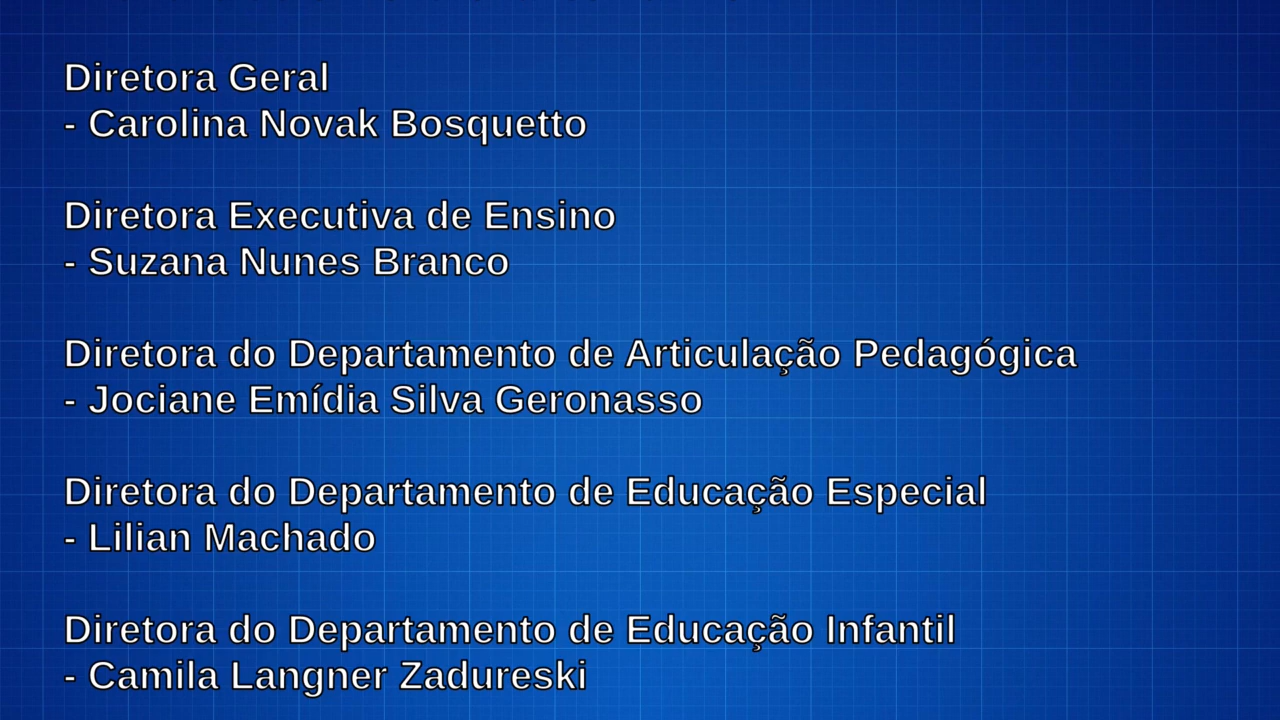 Diretora Geral
- Carolina Novak Bosquetto
Diretora Executiva de Ensino
- Suzana Nunes Branco
Diretora do Departamento de Articulação Pedagógica
- Jociane Emídia Silva Geronasso
Diretora do Departamento de Educação Especial
- Lilian Machado
Diretora do Departamento de Educação Infantil
- Camila Langner Zadureski